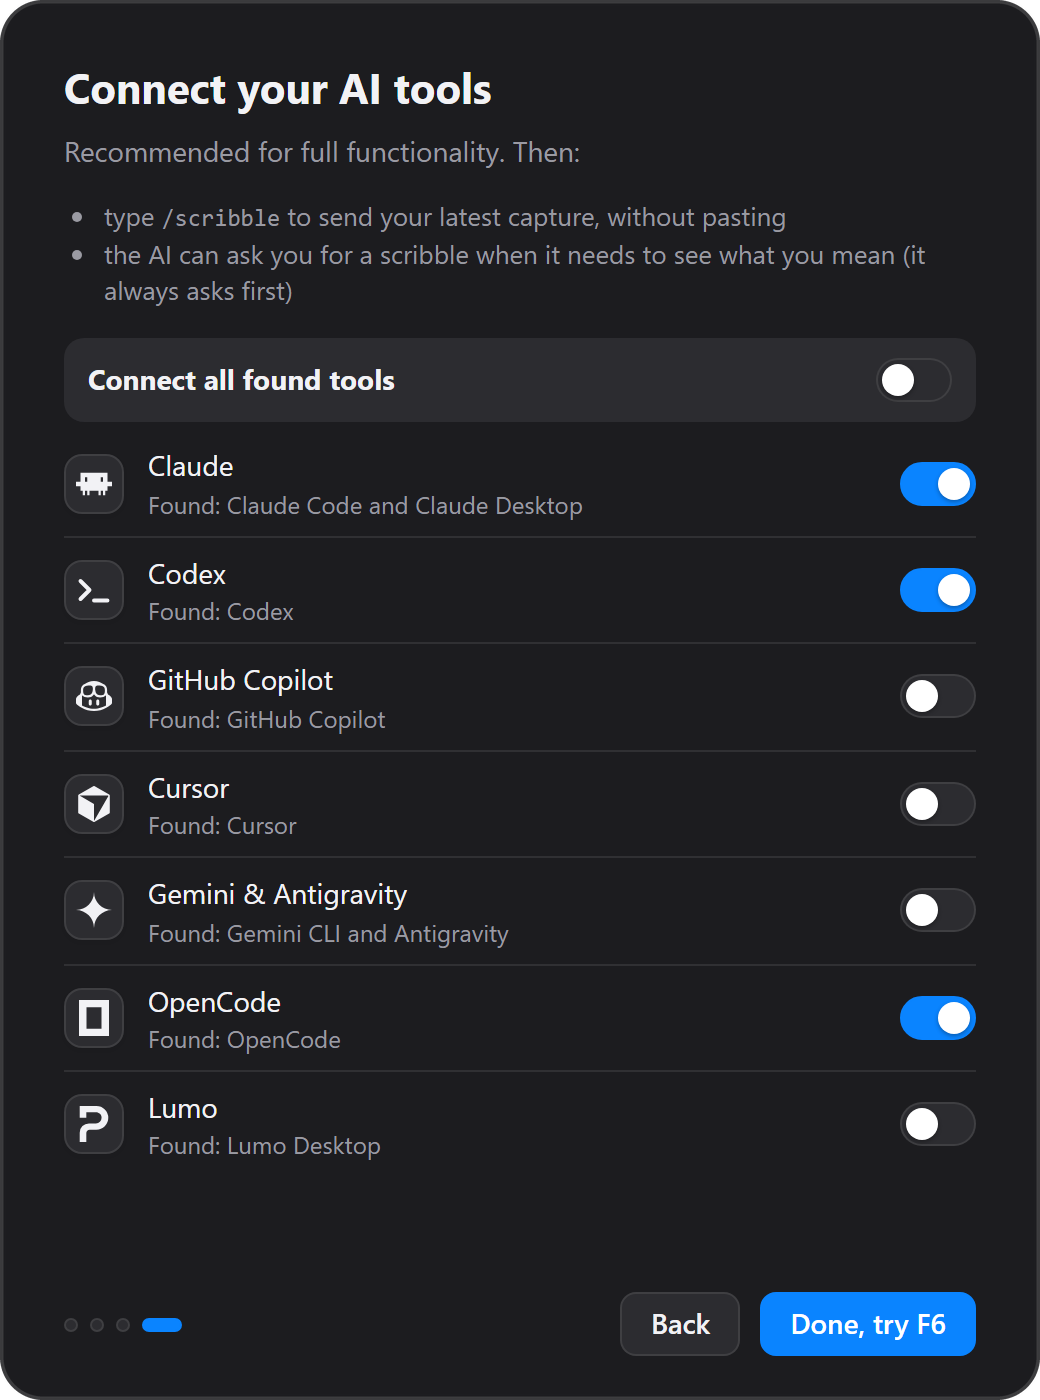 Connect your AI tools
Recommended for full functionality. Then:
type /scribble to send your latest capture, without pasting
the AI can ask you for a scribble when it needs to see what you mean (it
always asks first)
Connect all found tools
Claude
Found: Claude Code and Claude Desktop
Codex
Found: Codex
GitHub Copilot
Found: GitHub Copilot
Cursor
Found: Cursor
Gemini & Antigravity
Found: Gemini CLI and Antigravity
OpenCode
Found: OpenCode
Lumo
Found: Lumo Desktop
Back
Done, try F6